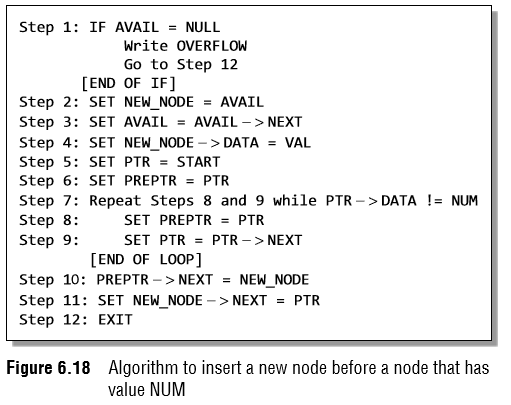 Step 1: IF AVAIL = NULL
Write OVERFLOW
Go to Step 12
[END OF IF]
Step 2: SET NEW_NODE = AVAIL
Step 3: SET AVAIL = AVAIL -> NEXT
Step 4: SET NEW_NODE -> DATA = VAL
Step 5: SET PTR = START
Step 6: SET PREPTR = PTR
Step 7: Repeat Steps 8 and 9 while PTR -> DATA != NUM
Step 8: SET PREPTR = PTR
Step 9: SET PTR = PTR -> NEXT
[END OF LOOP]
Step 10: PREPTR -> NEXT = NEW_NODE
Step 11: SET NEW_NODE -> NEXT = PTR
Step 12: EXIT
Figure 6.18 Algorithm to insert a new node before a node that has
value NUM